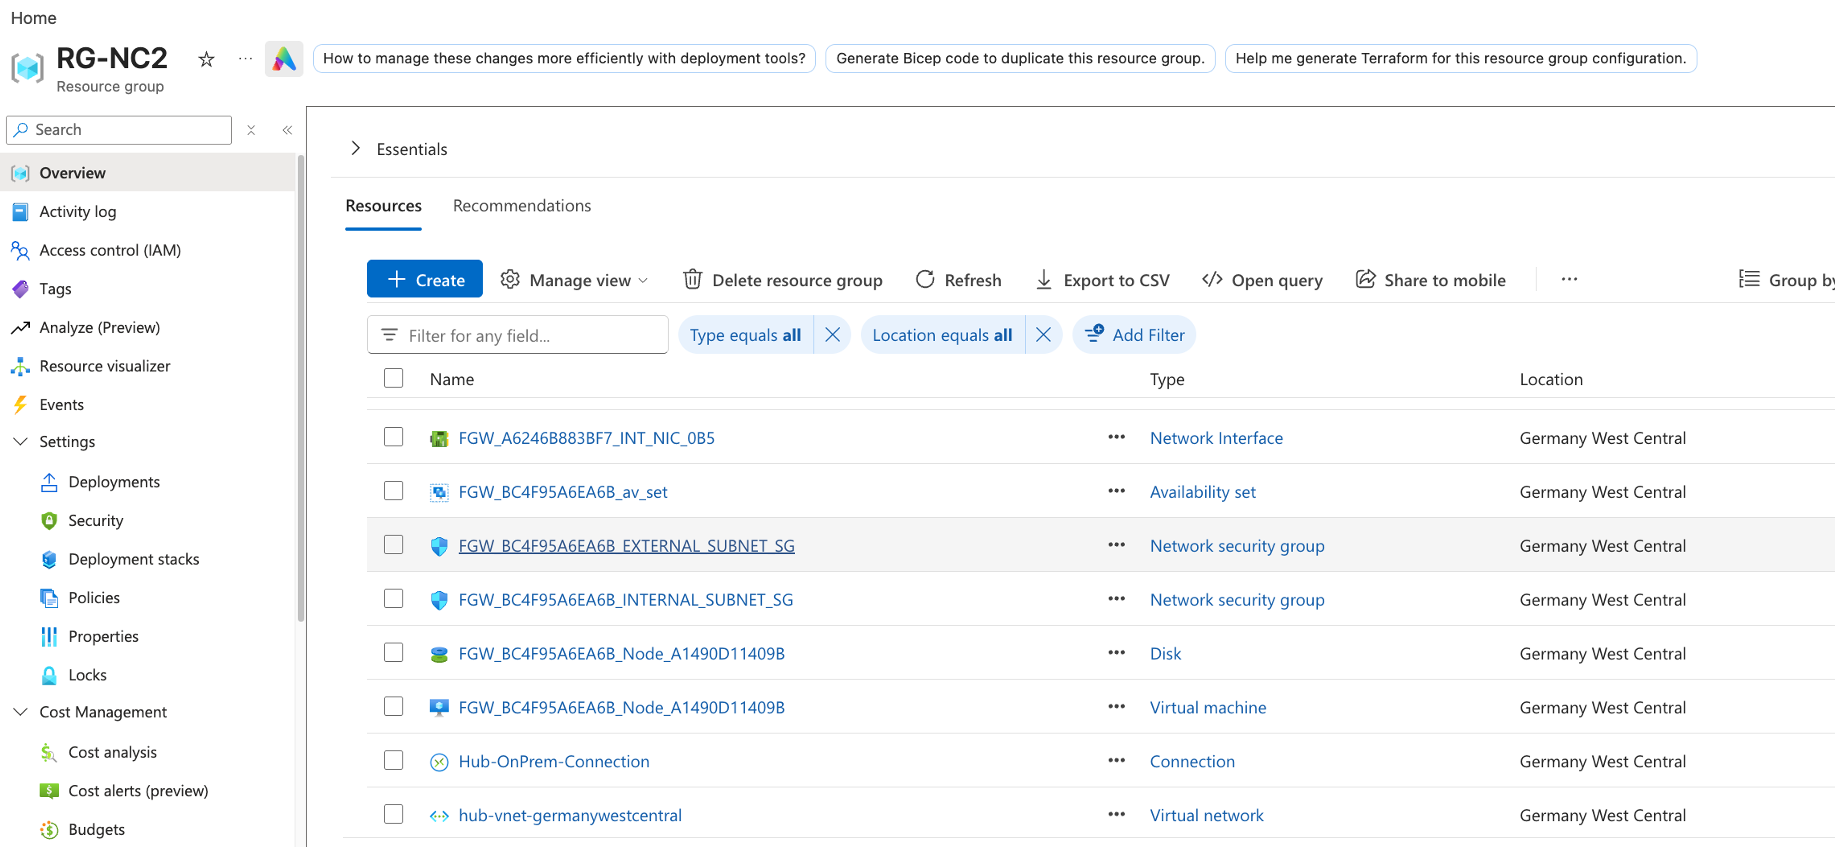 Home
RG-NC2
Resource group
How to manage these changes more efficiently with deployment tools?
Generate Bicep code to duplicate this resource group.
Help me generate Terraform for this resource group configuration.
Search
Overview
Activity log
Access control (IAM)
Tags
Analyze (Preview)
Resource visualizer
Events
Settings
Deployments
Security
Deployment stacks
Policies
Properties
Locks
Cost Management
Cost analysis
Cost alerts (preview)
Budgets
Essentials
Resources Recommendations
Create Manage view Delete resource group Refresh Export to CSV Open query Share to mobile Group by
Filter for any field... Type equals all Location equals all Add Filter
Name Type Location
FGW_A6246B883BF7_INT_NIC_0B5 Network Interface Germany West Central
FGW_BC4F95A6EA6B_av_set Availability set Germany West Central
FGW_BC4F95A6EA6B_EXTERNAL_SUBNET_SG Network security group Germany West Central
FGW_BC4F95A6EA6B_INTERNAL_SUBNET_SG Network security group Germany West Central
FGW_BC4F95A6EA6B_Node_A1490D11409B Disk Germany West Central
FGW_BC4F95A6EA6B_Node_A1490D11409B Virtual machine Germany West Central
Hub-OnPrem-Connection Connection Germany West Central
hub-vnet-germanywestcentral Virtual network Germany West Central